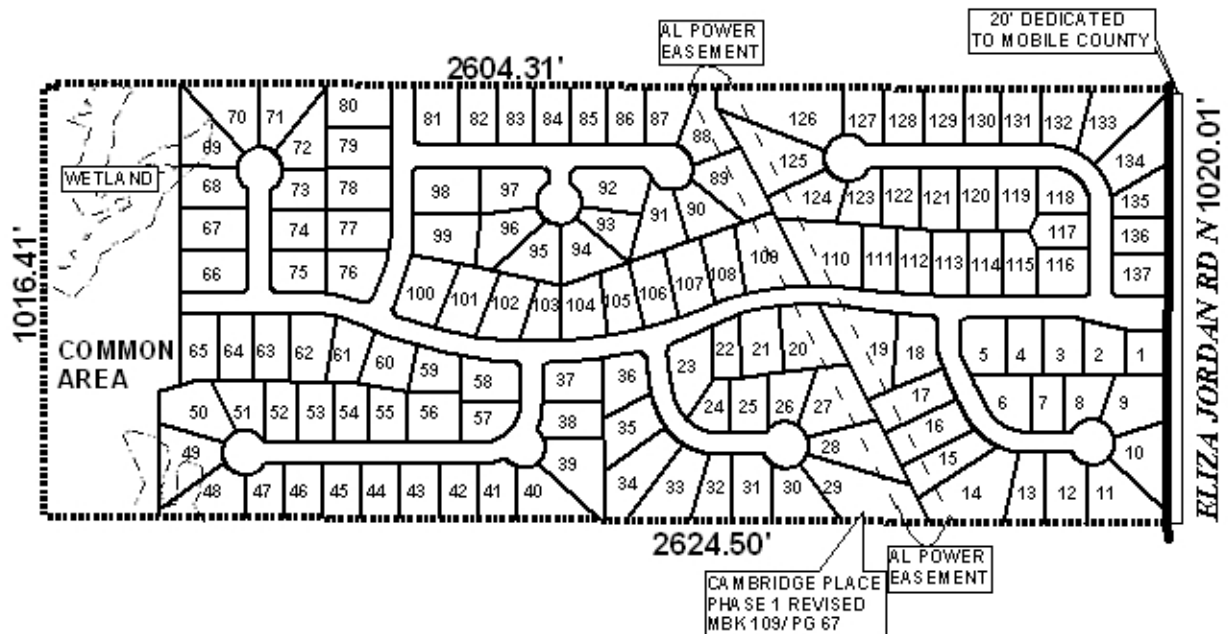 20' DEDICATED
TO MOBILE COUNTY
AL POWER
EASEMENT
2604.31'
70 71 80 81 82 83 84 85 86 87 88 126 127 128 129 130 131 132 133
69 72 79 125 134
WETLAND
68 73 78 98 97 92 89 124 123 122 121 120 119 118 135
67 74 77 99 96 95 94 93 91 90 117 136
66 75 76 100 101 102 103 104 105 106 107 108 109 110 111 112 113 114 115 116 137
1016.41'
ELIZA JORDAN RD N 1020.01'
COMMON
AREA
65 64 63 62 61 60 59 58 37 36 23 22 21 20 19 18 5 4 3 2 1
50 51 52 53 54 55 56 57 38 35 24 25 26 27 17 6 7 8 9
49 39 28 16 15 10
48 47 46 45 44 43 42 41 40 34 33 32 31 30 29 14 13 12 11
2624.50'
AL POWER
EASEMENT
CAMBRIDGE PLACE
PHASE 1 REVISED
MBK 109/ PG 67